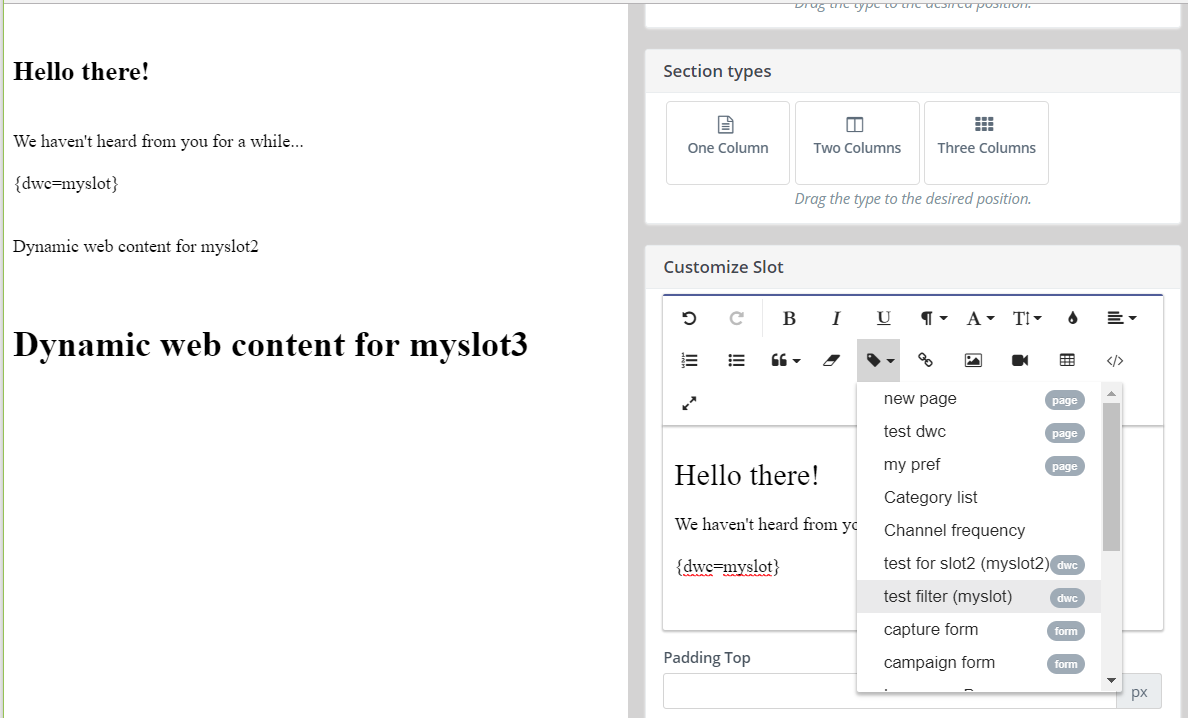 Hello there!
We haven't heard from you for a while...
{dwc=myslot}
Dynamic web content for myslot2
Dynamic web content for myslot3
Drag the type to the desired position.
Section types
One Column
Two Columns
Three Columns
Drag the type to the desired position.
Customize Slot
Hello there!
We haven't heard from yo
{dwc=myslot}
new page page
test dwc page
my pref page
Category list
Channel frequency
test for slot2 (myslot2) dwc
test filter (myslot) dwc
capture form form
campaign form form
Padding Top
px